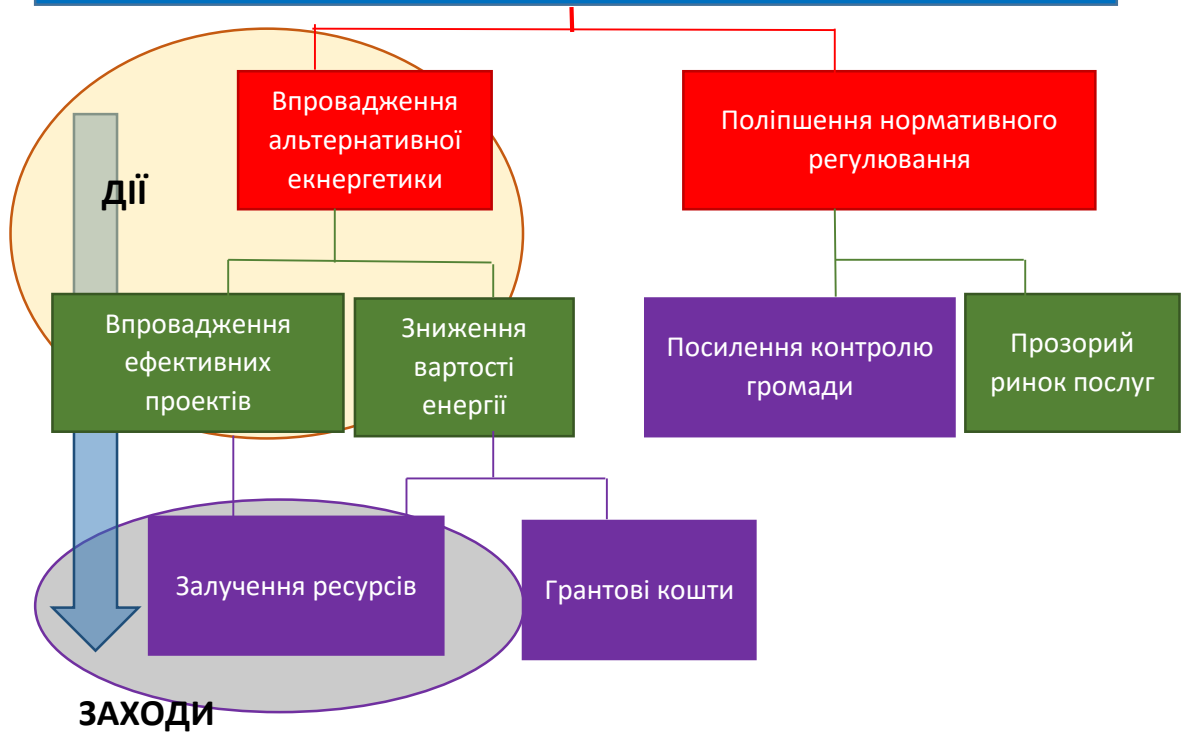 Впровадження
альтернативної
екнергетики
Поліпшення нормативного
регулювання
ДІЇ
Впровадження
ефективних
проектів
Зниження
вартості
енергії
Посилення контролю
громади
Прозорий
ринок послуг
Залучення ресурсів
Грантові кошти
ЗАХОДИ